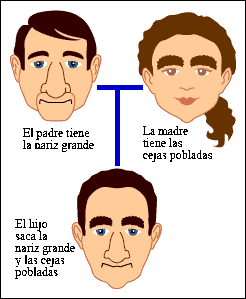 El padre tiene
la nariz grande
La madre
tiene las
cejas pobladas
El hijo
saca la
nariz grande
y las cejas
pobladas